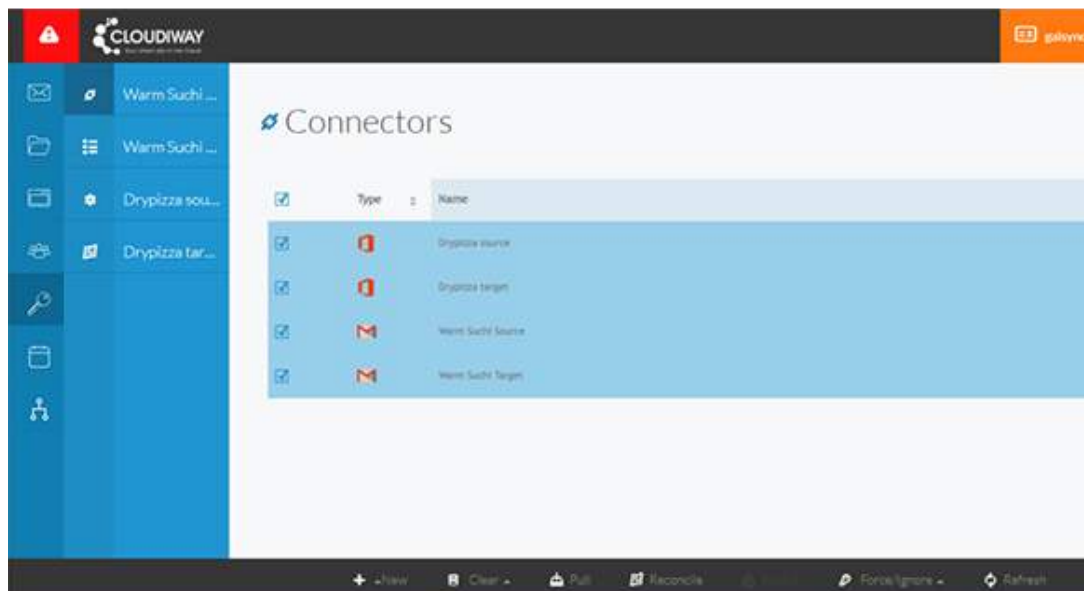 CLOUDIWAY
galsync
Warm Suchi ...
Warm Suchi ...
Drypizza sou...
Drypizza tar...
Connectors
Type Name
Drypizza source
Drypizza target
Warm Suchi Source
Warm Suchi Target
New Clear Pull Reconcile Force/Ignore Refresh